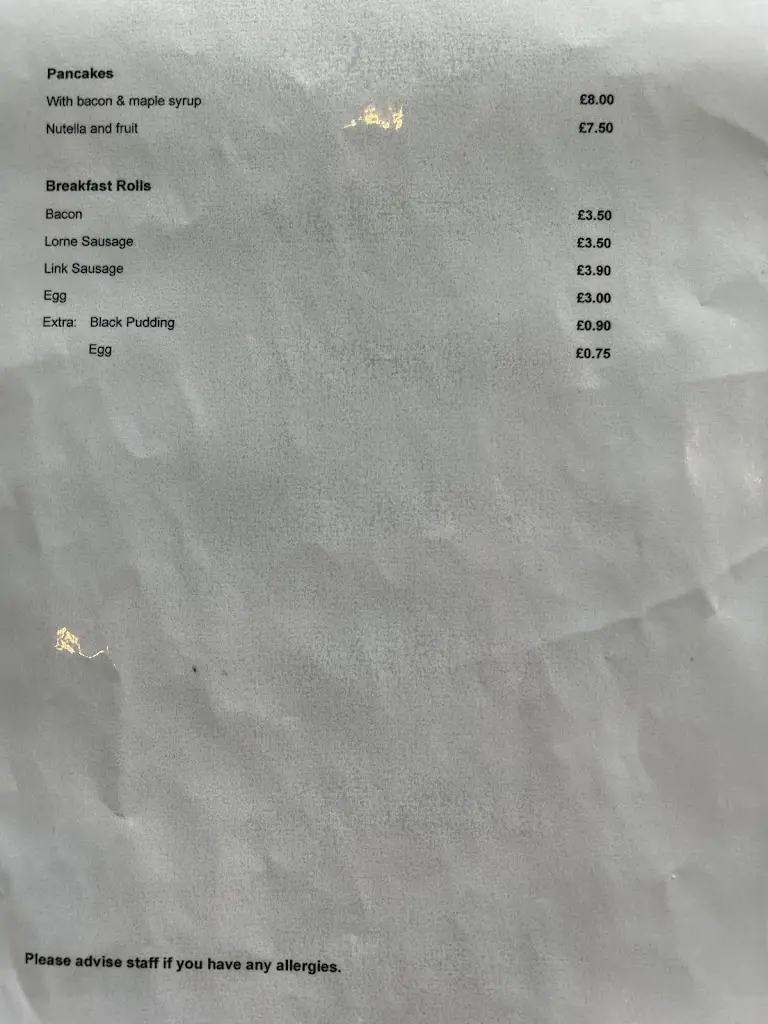 Pancakes
With bacon & maple syrup £8.00
Nutella and fruit £7.50
Breakfast Rolls
Bacon £3.50
Lorne Sausage £3.50
Link Sausage £3.90
Egg £3.00
Extra: Black Pudding £0.90
Egg £0.75
Please advise staff if you have any allergies.